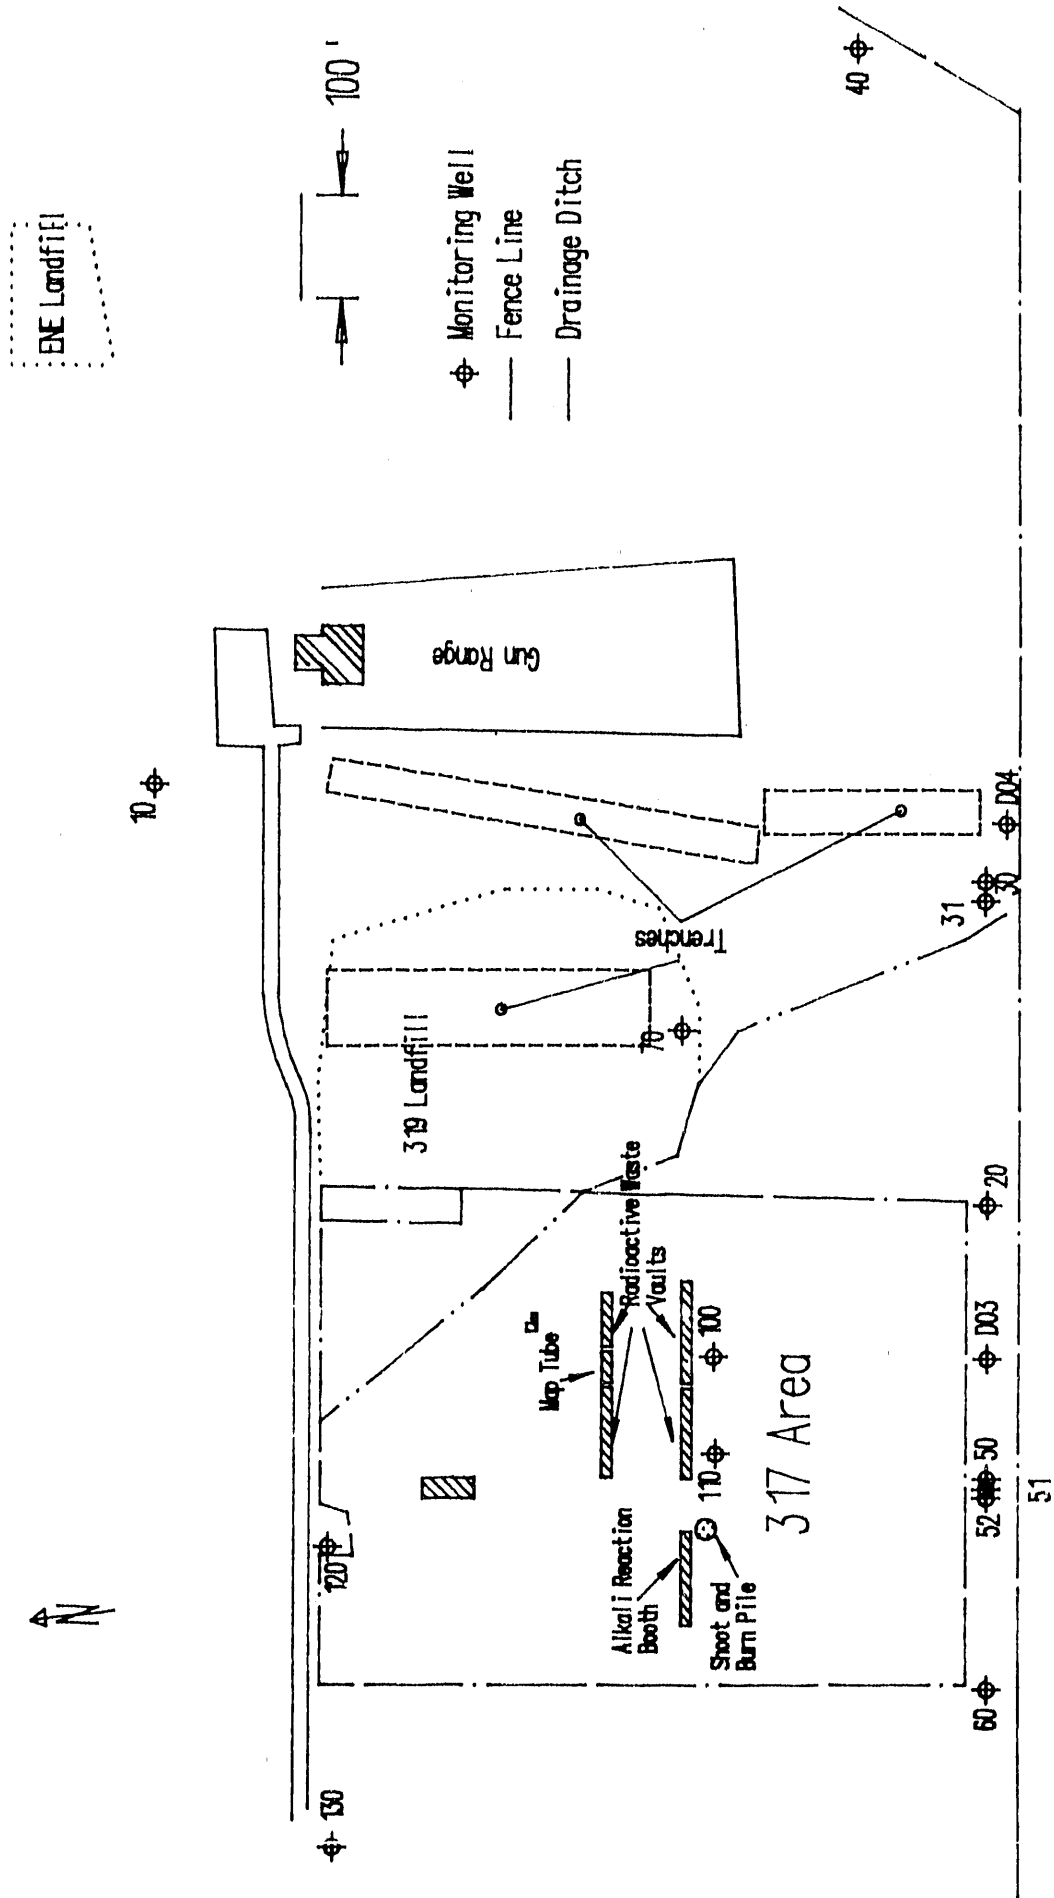 ENE Landfill
100'
Monitoring Well
Fence Line
Drainage Ditch
40
10
Gun Range
319 Landfill
Trenches
70
D04
30
31
N
120
130
Map Tube
Radioactive Waste
Vaults
Alkali Reaction
Booth
Shoot and
Burn Pile
110
100
317 Area
20
D03
50
52
51
60